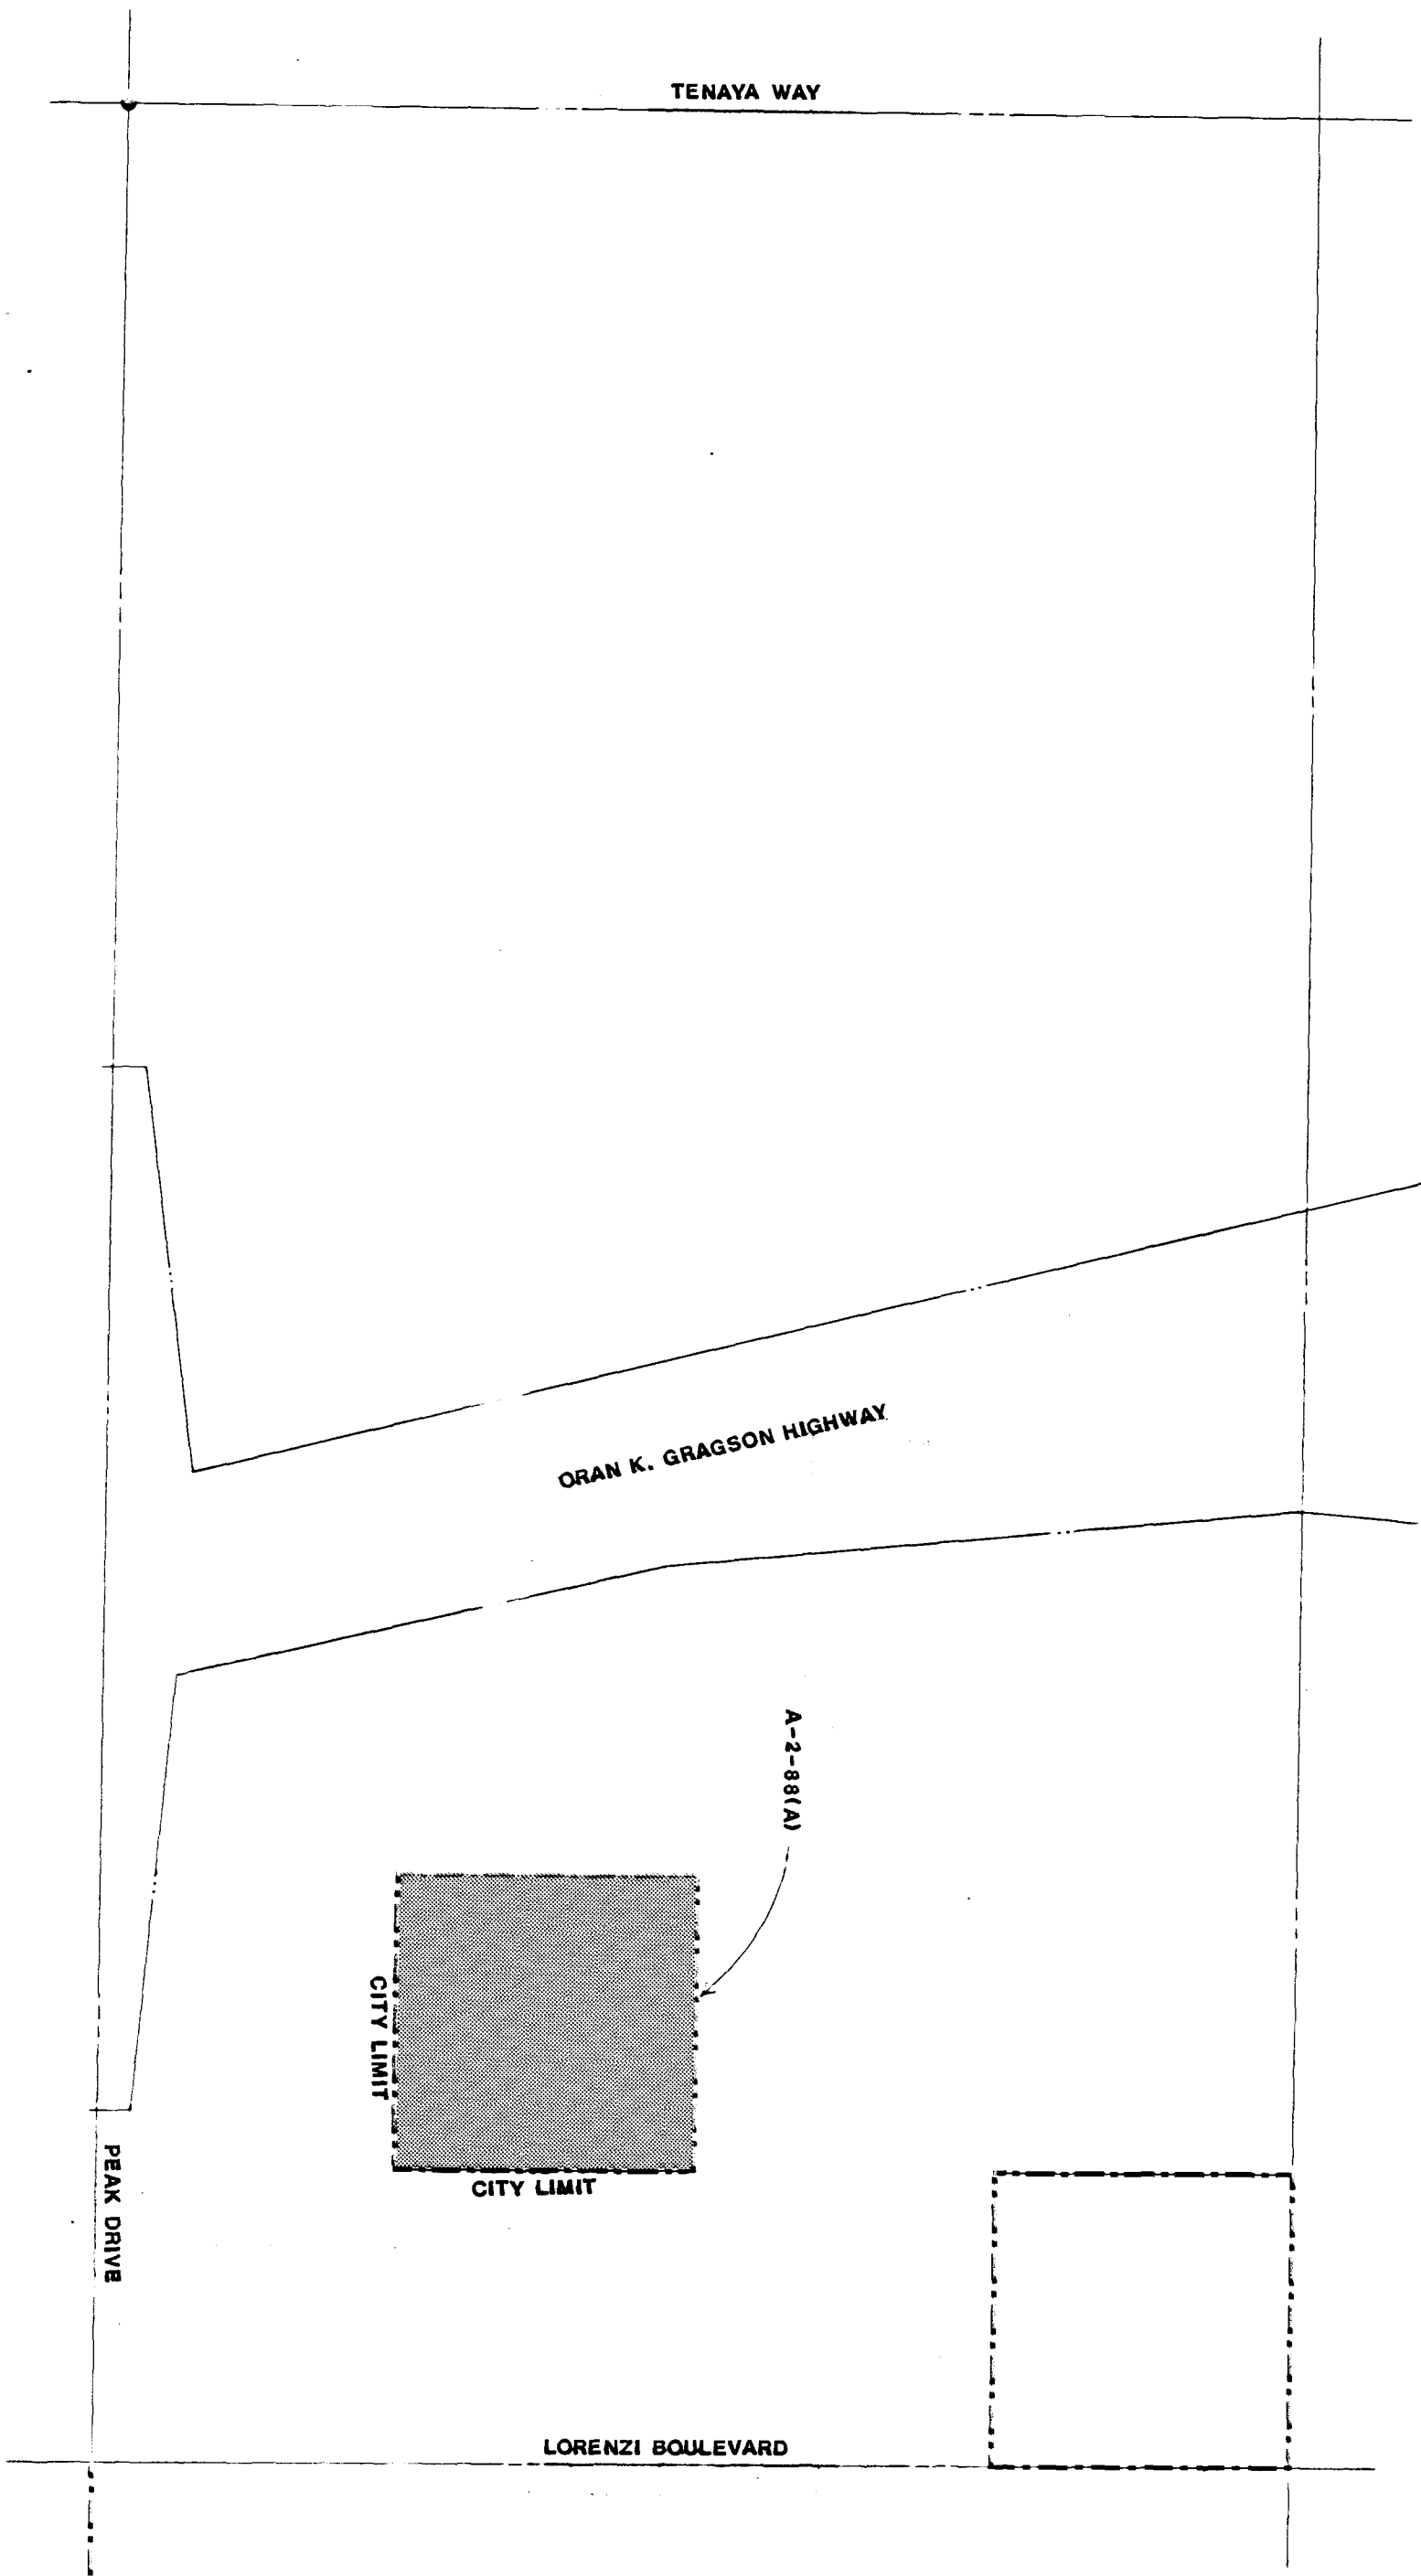 TENAYA WAY
ORAN K. GRAGSON HIGHWAY
A-2-88(A)
CITY LIMIT
CITY LIMIT
PEAK DRIVE
LORENZI BOULEVARD